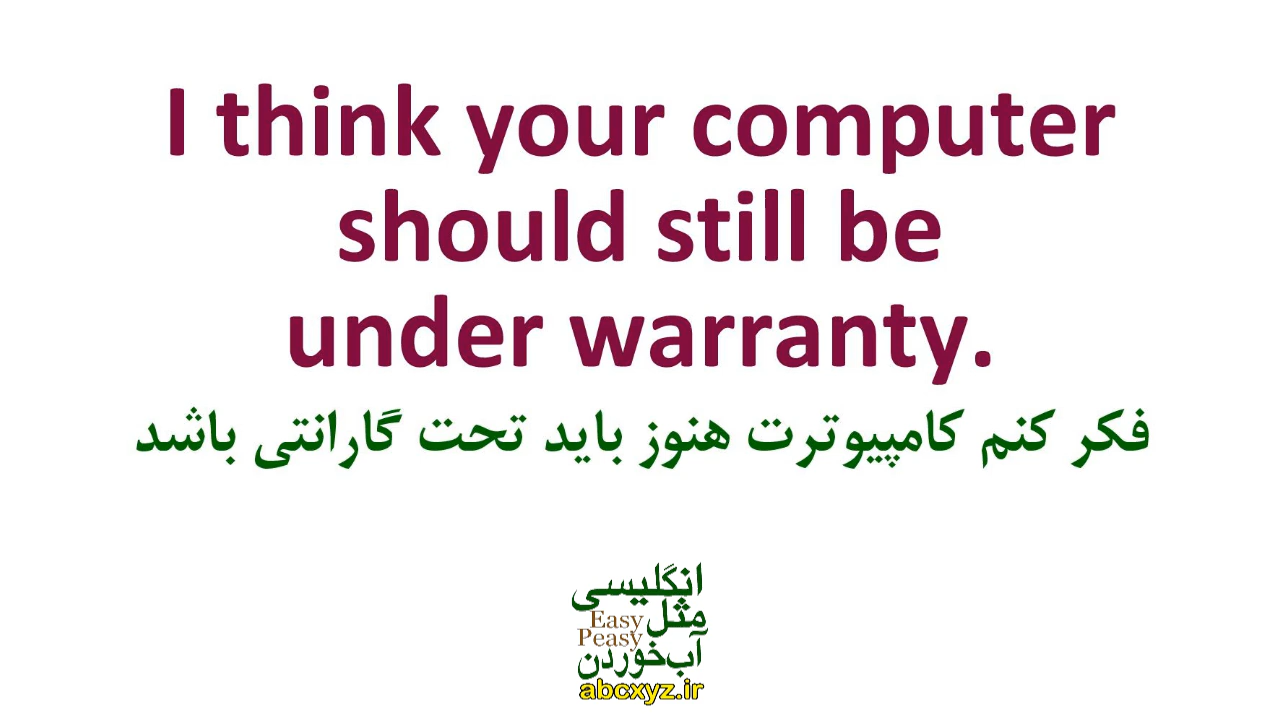 I think your computer
should still be
under warranty.
فکر کنم کامپیوترت هنوز باید تحت گارانتی باشد
انگلیسی
مثل
Easy
Peasy
آب‌خوردن
abcxyz.ir